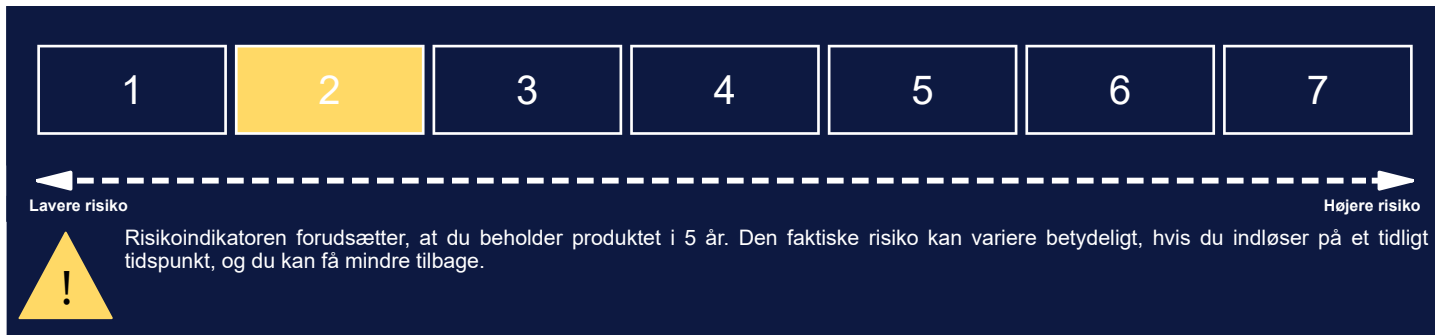 1 2 3 4 5 6 7
Lavere risiko Højere risiko
Risikoindikatoren forudsætter, at du beholder produktet i 5 år. Den faktiske risiko kan variere betydeligt, hvis du indløser på et tidligt
tidspunkt, og du kan få mindre tilbage.
!